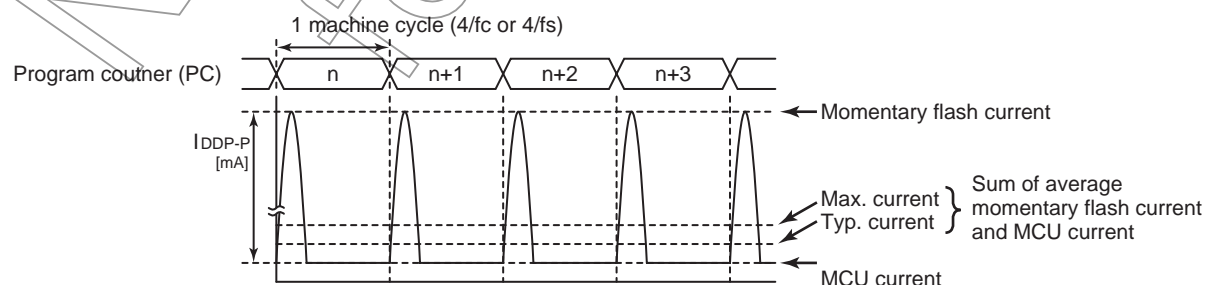 1 machine cycle (4/fc or 4/fs)
Program coutner (PC)
n
n+1
n+2
n+3
Momentary flash current
IDDP-P
[mA]
Max. current
Typ. current
Sum of average
momentary flash current
and MCU current
MCU current